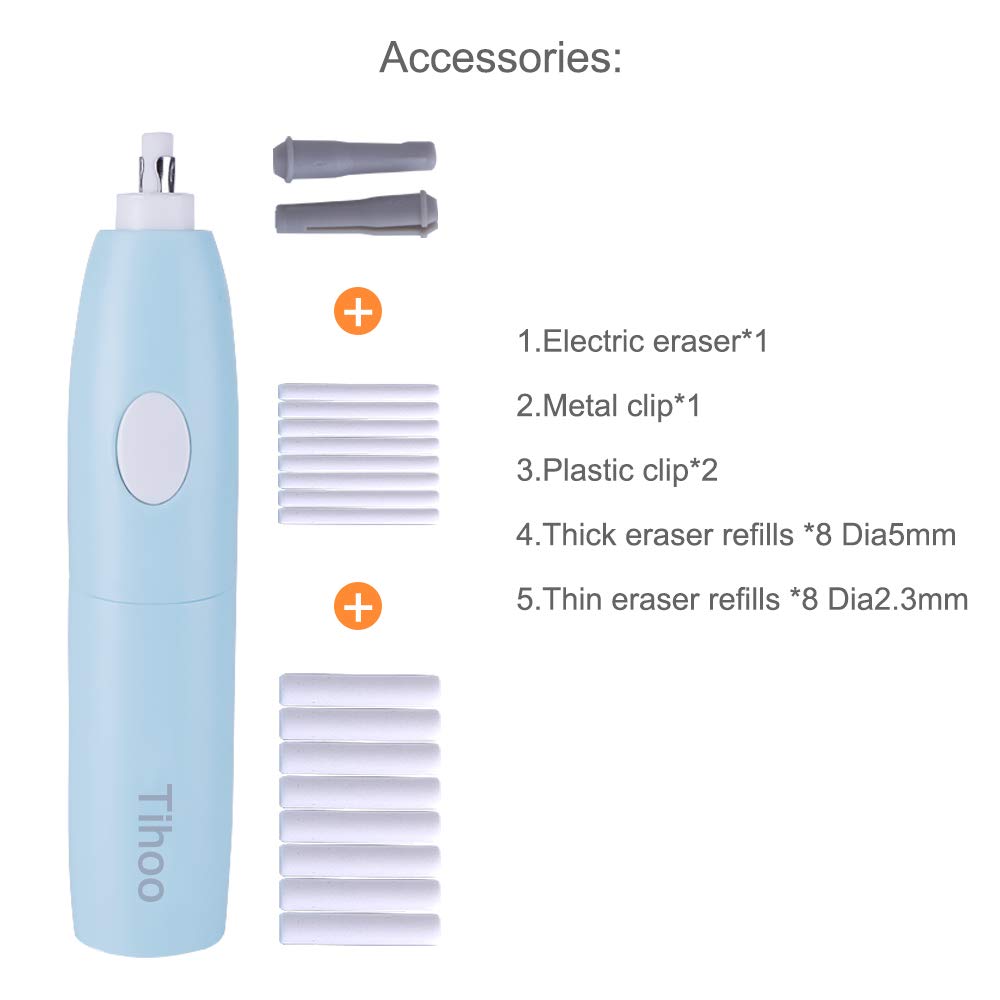 Accessories:
1.Electric eraser*1
2.Metal clip*1
3.Plastic clip*2
4.Thick eraser refills *8 Dia5mm
5.Thin eraser refills *8 Dia2.3mm
Tihoo